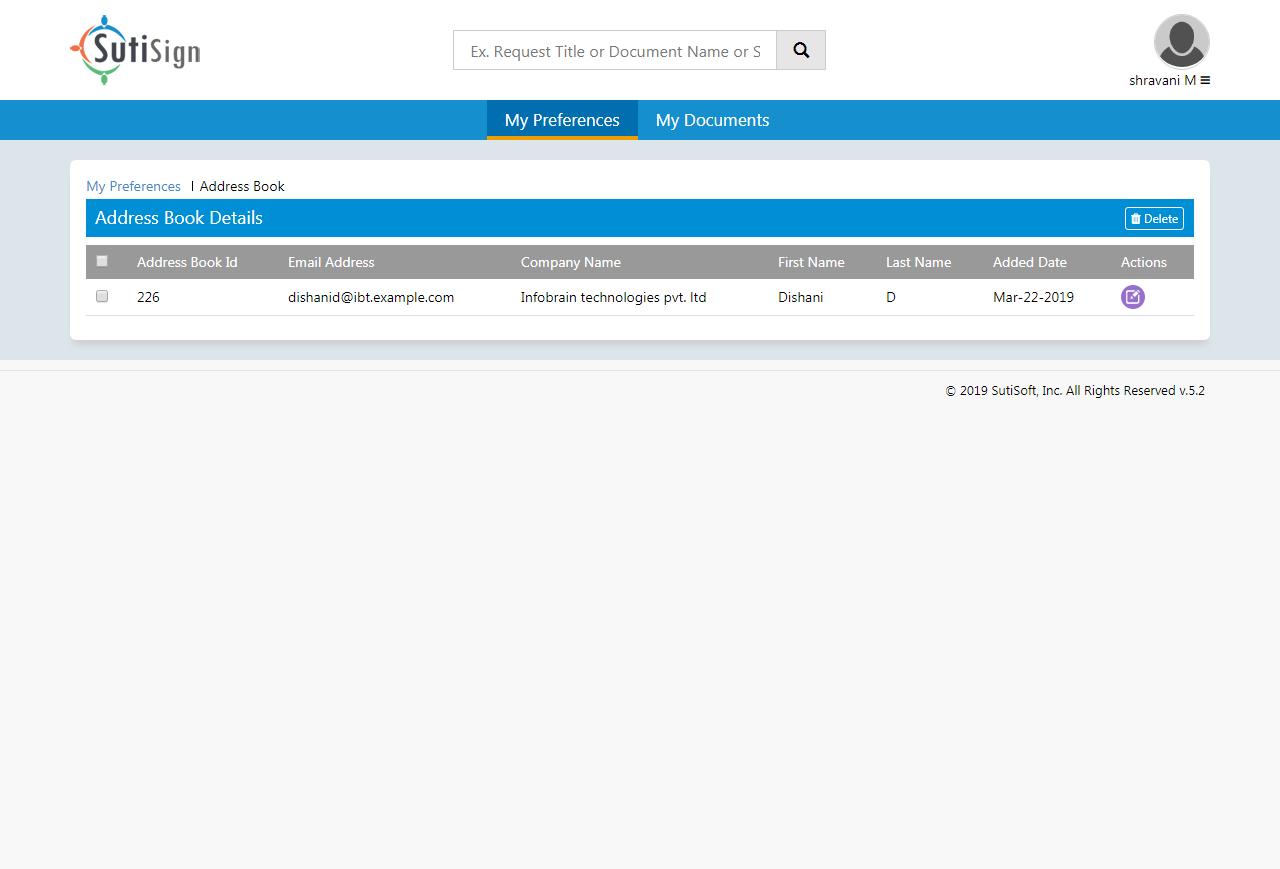 SutiSign
Ex. Request Title or Document Name or S
shravani M
My Preferences My Documents
My Preferences | Address Book
Address Book Details Delete
Address Book Id Email Address Company Name First Name Last Name Added Date Actions
226 dishanid@ibt.example.com Infobrain technologies pvt. ltd Dishani D Mar-22-2019
© 2019 SutiSoft, Inc. All Rights Reserved v.5.2